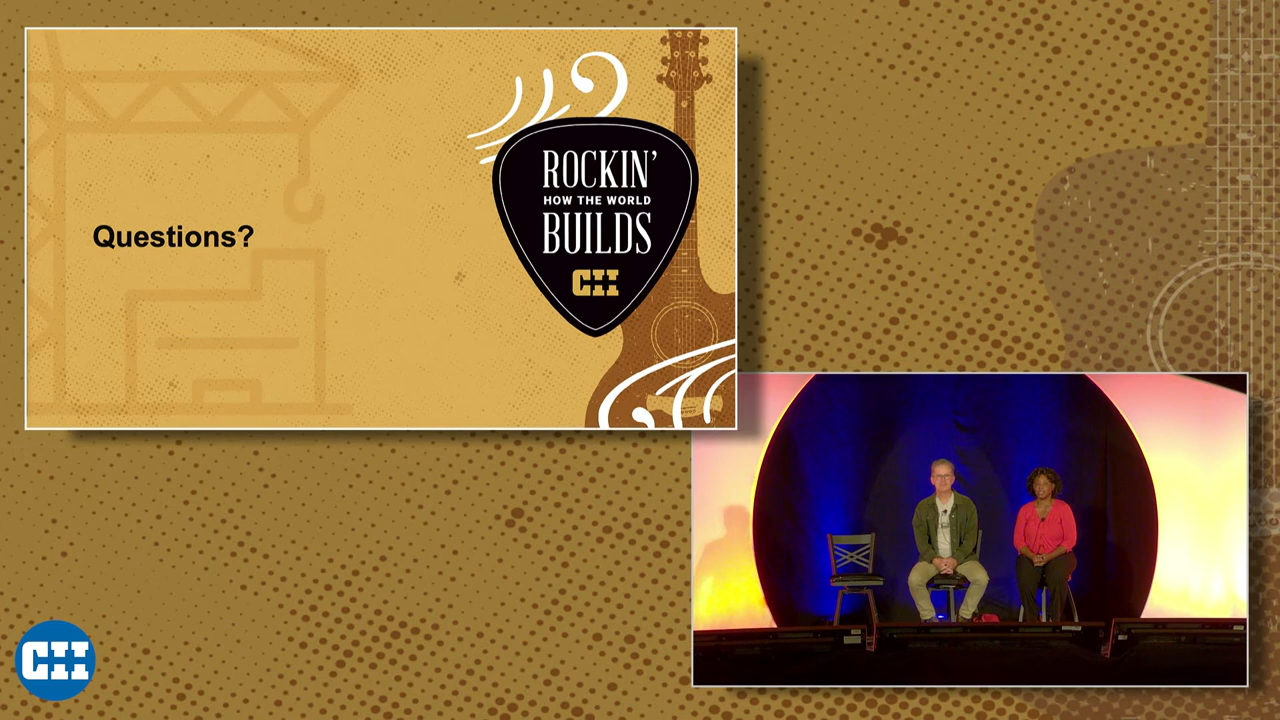 Questions?
ROCKIN'
HOW THE WORLD
BUILDS
CII
CII